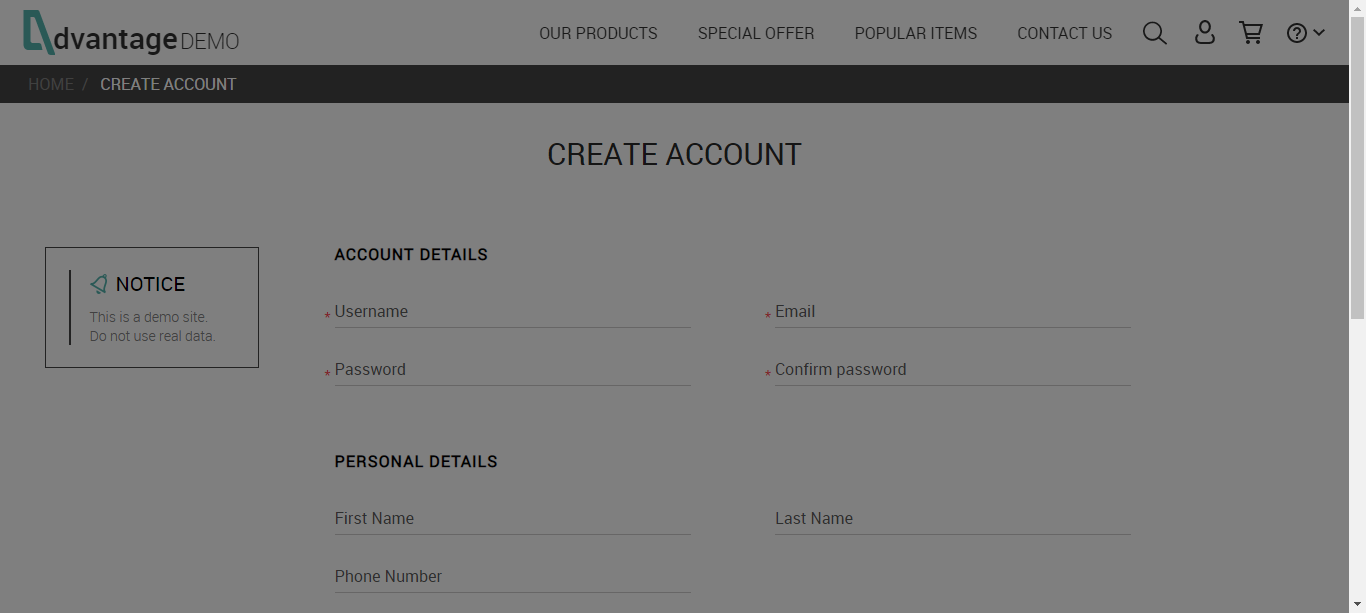 dvantage DEMO OUR PRODUCTS SPECIAL OFFER POPULAR ITEMS CONTACT US
HOME / CREATE ACCOUNT
CREATE ACCOUNT
NOTICE
This is a demo site.
Do not use real data.
ACCOUNT DETAILS
* Username
* Email
* Password
* Confirm password
PERSONAL DETAILS
First Name
Last Name
Phone Number